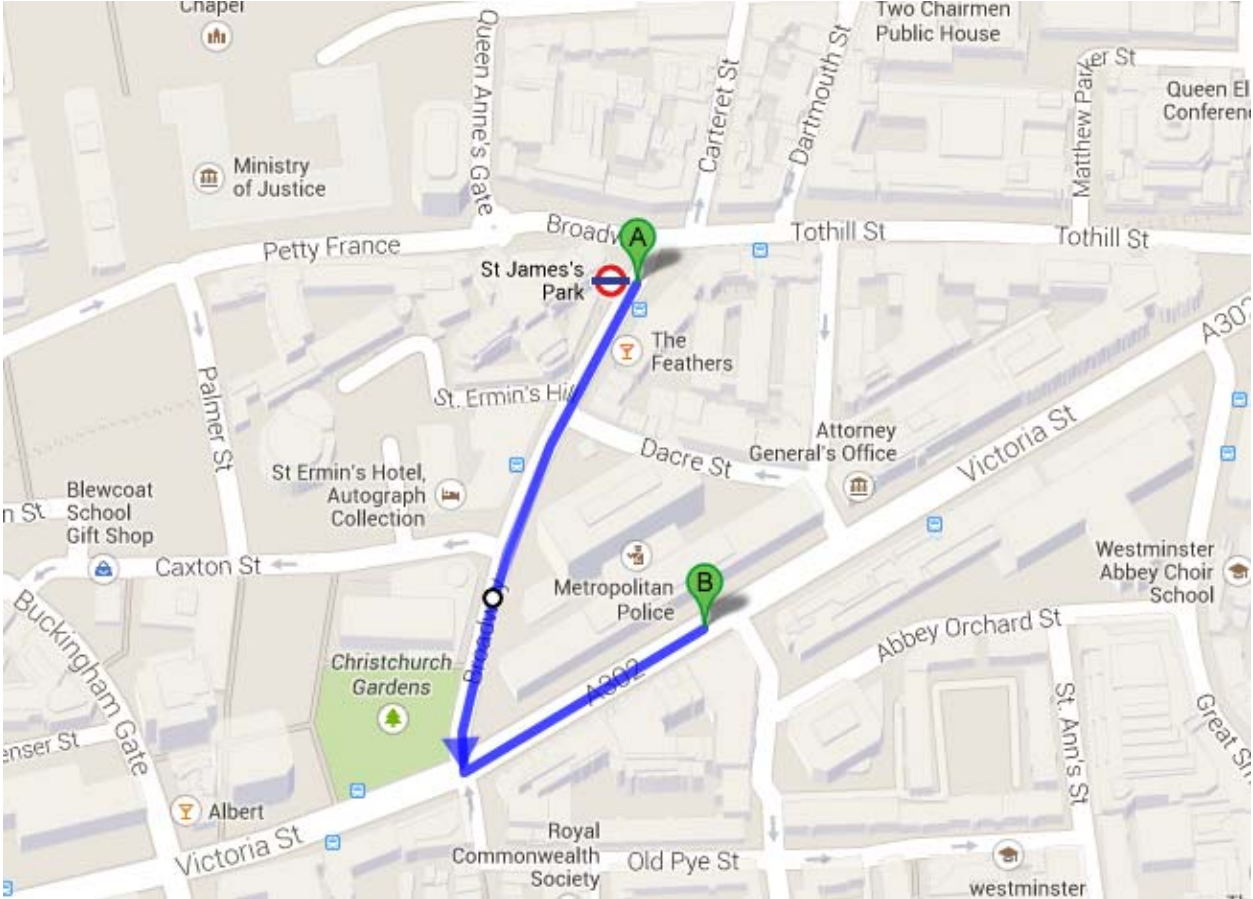 Chapel
Queen Anne's Gate
Carteret St
Dartmouth St
Two Chairmen
Public House
Matthew Parker St
Queen El
Conferenc
Ministry
of Justice
Petty France
Broadw
A
Tothill St
Tothill St
St James's
Park
The
Feathers
A302
Palmer St
St. Ermin's Hill
Dacre St
Attorney
General's Office
Victoria St
St Ermin's Hotel,
Autograph
Collection
Blewcoat
School
Gift Shop
n St
Caxton St
Metropolitan
Police
B
Westminster
Abbey Choir
School
Buckingham Gate
Broadway
Abbey Orchard St
Christchurch
Gardens
A302
St. Ann's St
Great Sm
enser St
Albert
Victoria St
Royal
Commonwealth
Society
Old Pye St
westminster